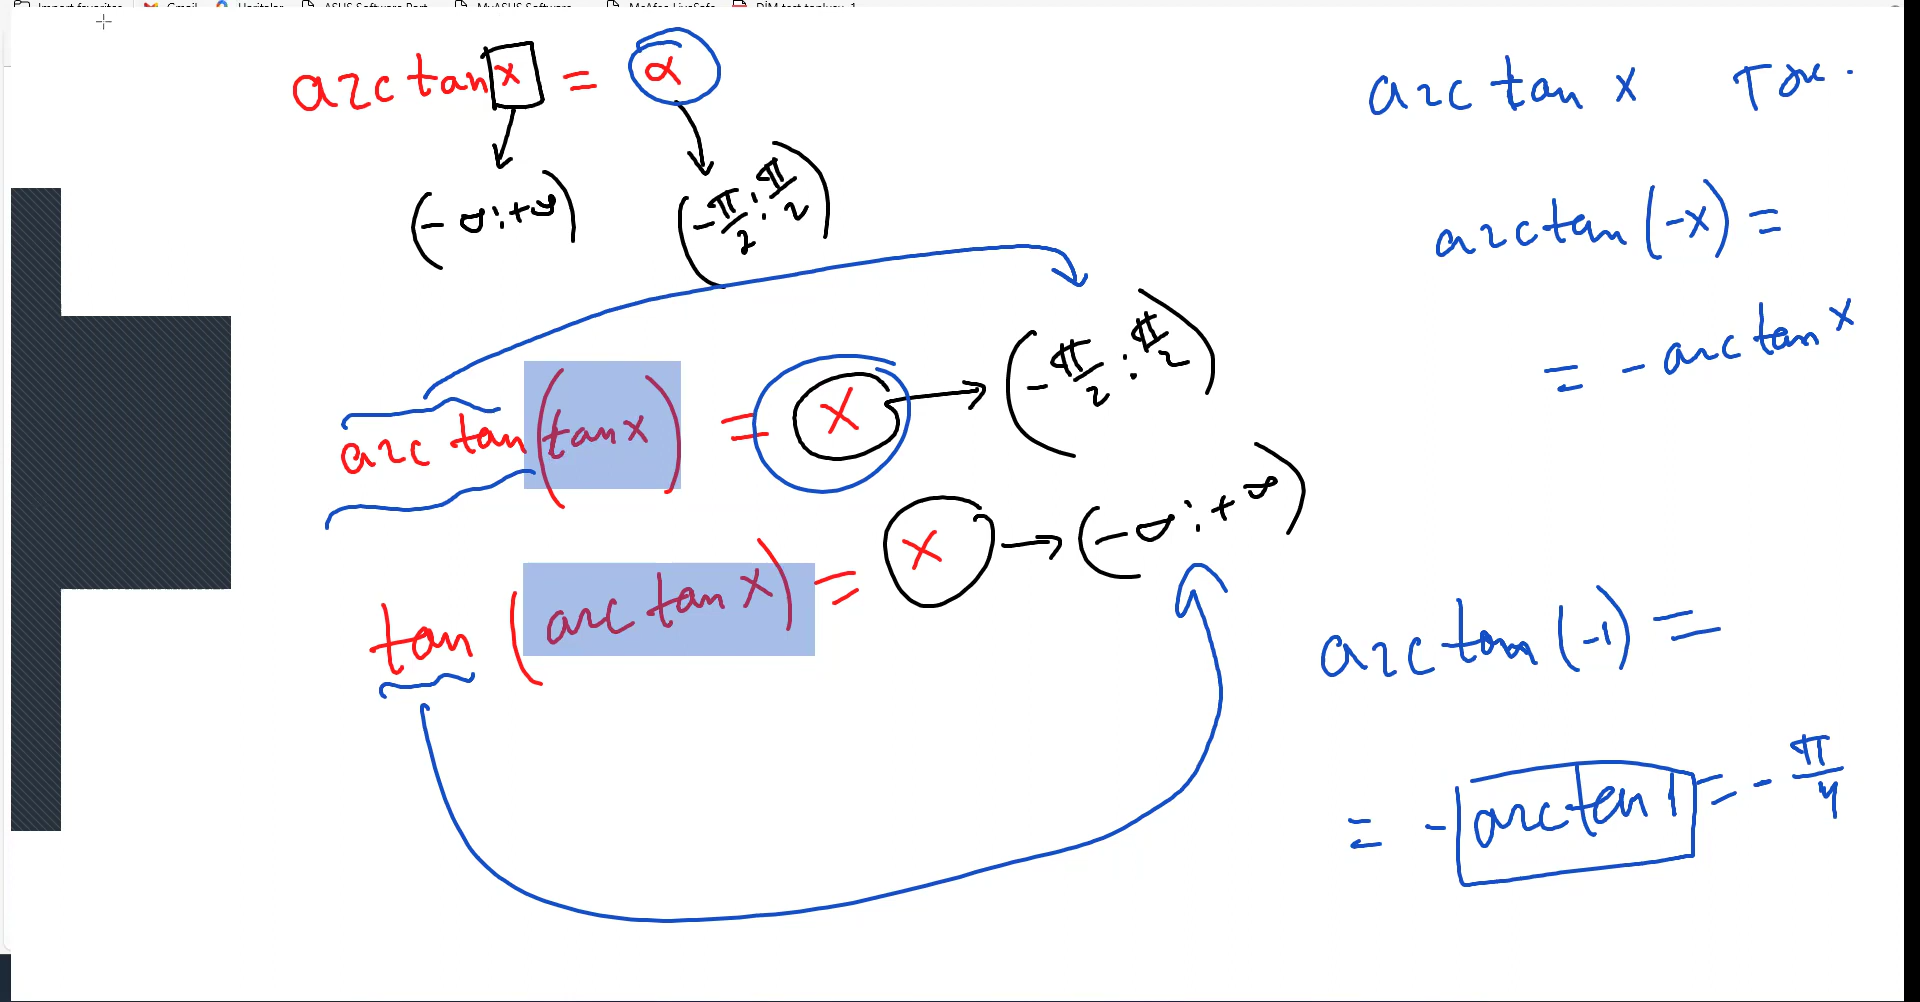 arctan x = α
(-∞:+∞)
(-π/2:π/2)
arctan(tan x) = x → (-π/2:π/2)
tan(arctan x) = x → (-∞:+∞)
arctan x
arctan(-x) =
= - arctan x
arctan(-1) =
= - arctan 1 = - π/4